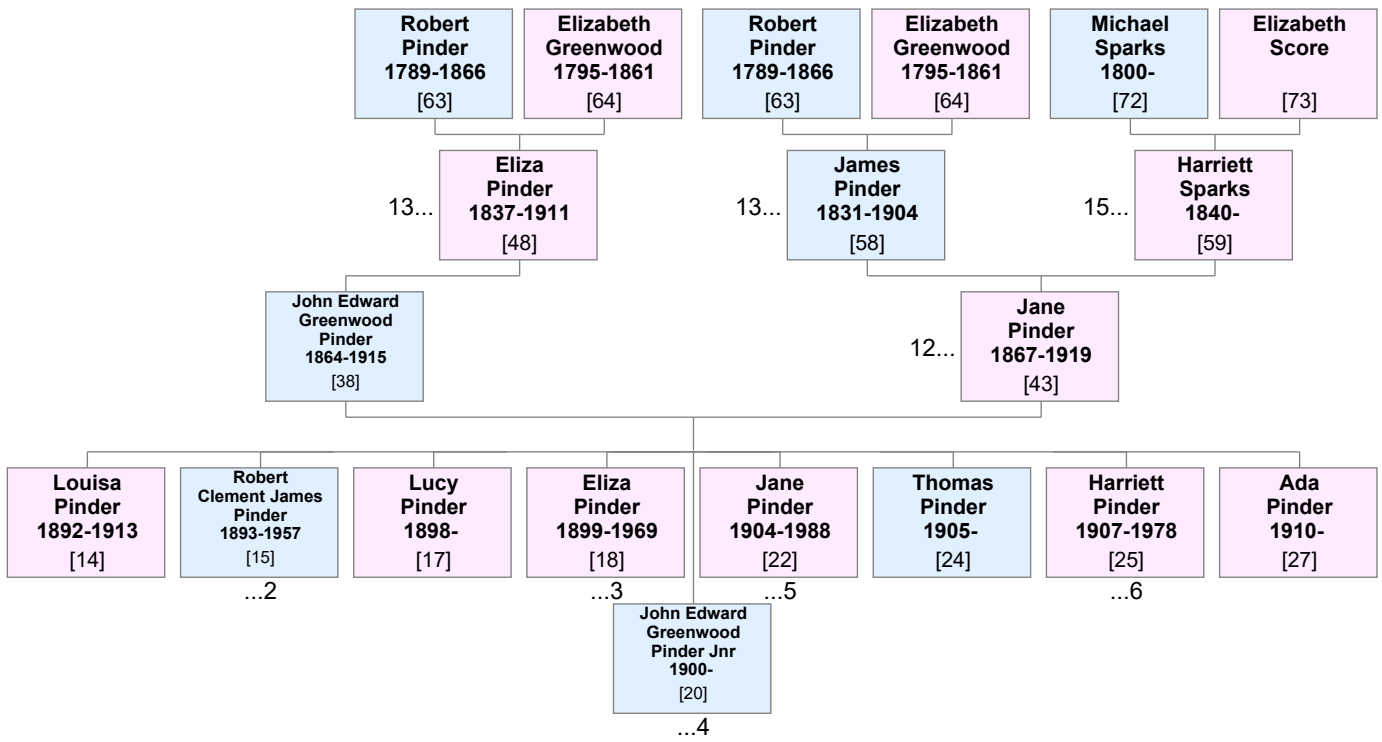 Robert
Pinder
1789-1866
[63]
Elizabeth
Greenwood
1795-1861
[64]
Robert
Pinder
1789-1866
[63]
Elizabeth
Greenwood
1795-1861
[64]
Michael
Sparks
1800-
[72]
Elizabeth
Score
[73]
13...
Eliza
Pinder
1837-1911
[48]
13...
James
Pinder
1831-1904
[58]
15...
Harriett
Sparks
1840-
[59]
John Edward
Greenwood
Pinder
1864-1915
[38]
12...
Jane
Pinder
1867-1919
[43]
Louisa
Pinder
1892-1913
[14]
Robert
Clement James
Pinder
1893-1957
[15]
...2
Lucy
Pinder
1898-
[17]
Eliza
Pinder
1899-1969
[18]
...3
Jane
Pinder
1904-1988
[22]
...5
Thomas
Pinder
1905-
[24]
Harriett
Pinder
1907-1978
[25]
...6
Ada
Pinder
1910-
[27]
John Edward
Greenwood
Pinder Jnr
1900-
[20]
...4